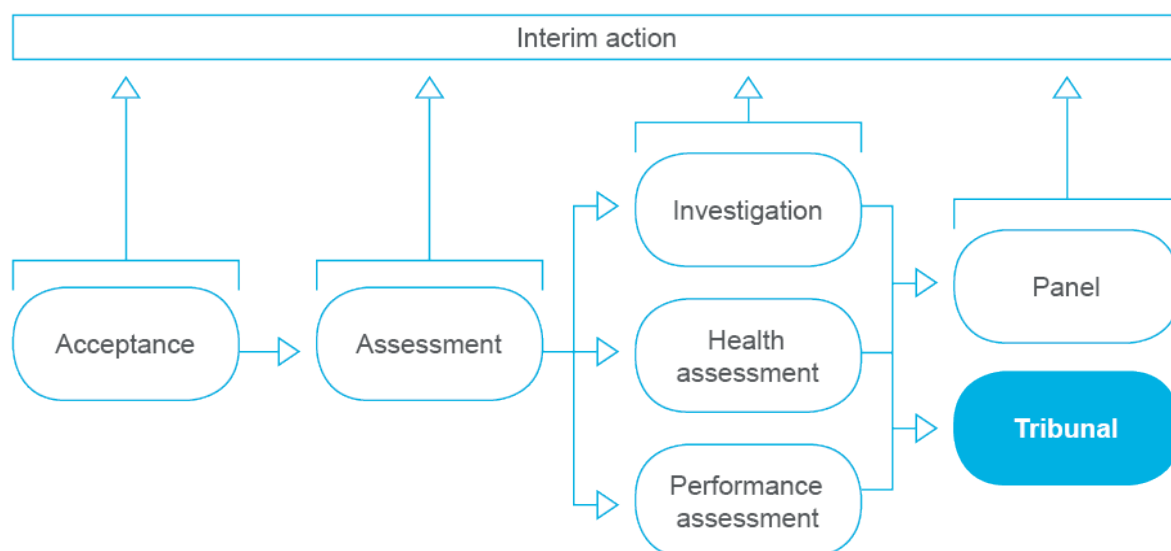 Interim action
Acceptance
Assessment
Investigation
Health
assessment
Performance
assessment
Panel
Tribunal